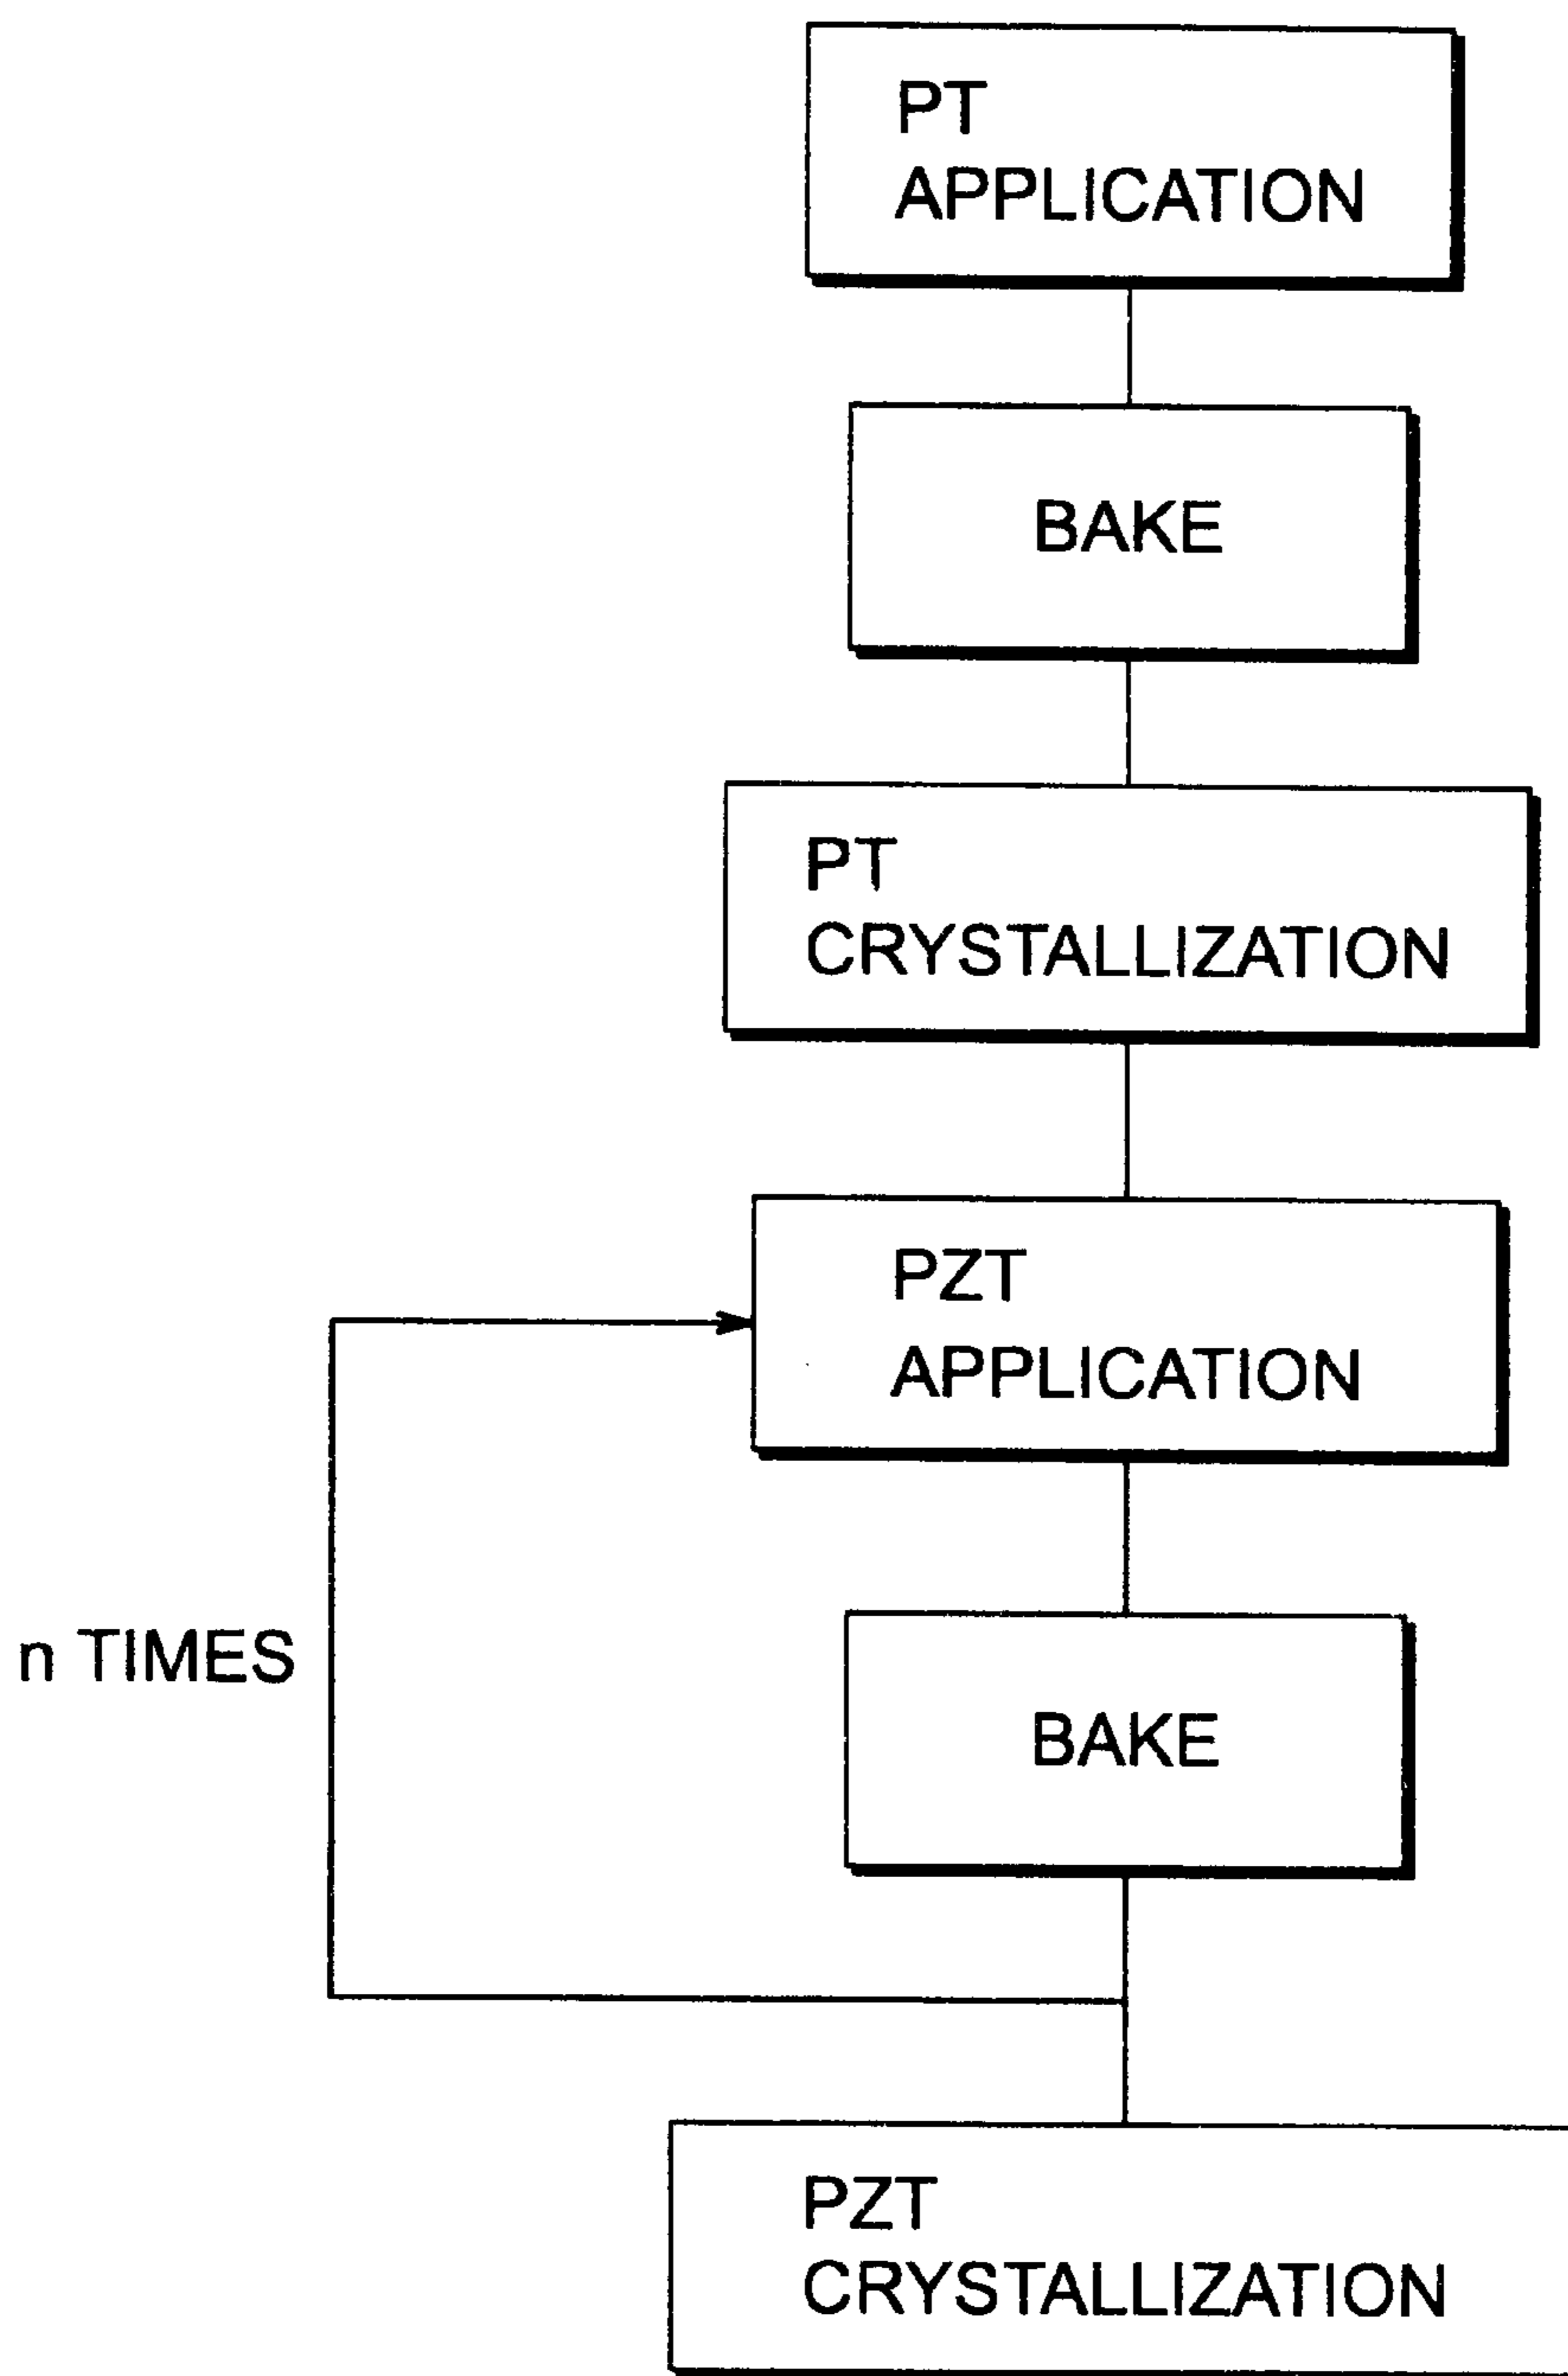 PT
APPLICATION
BAKE
PT
CRYSTALLIZATION
PZT
APPLICATION
n TIMES
BAKE
PZT
CRYSTALLIZATION